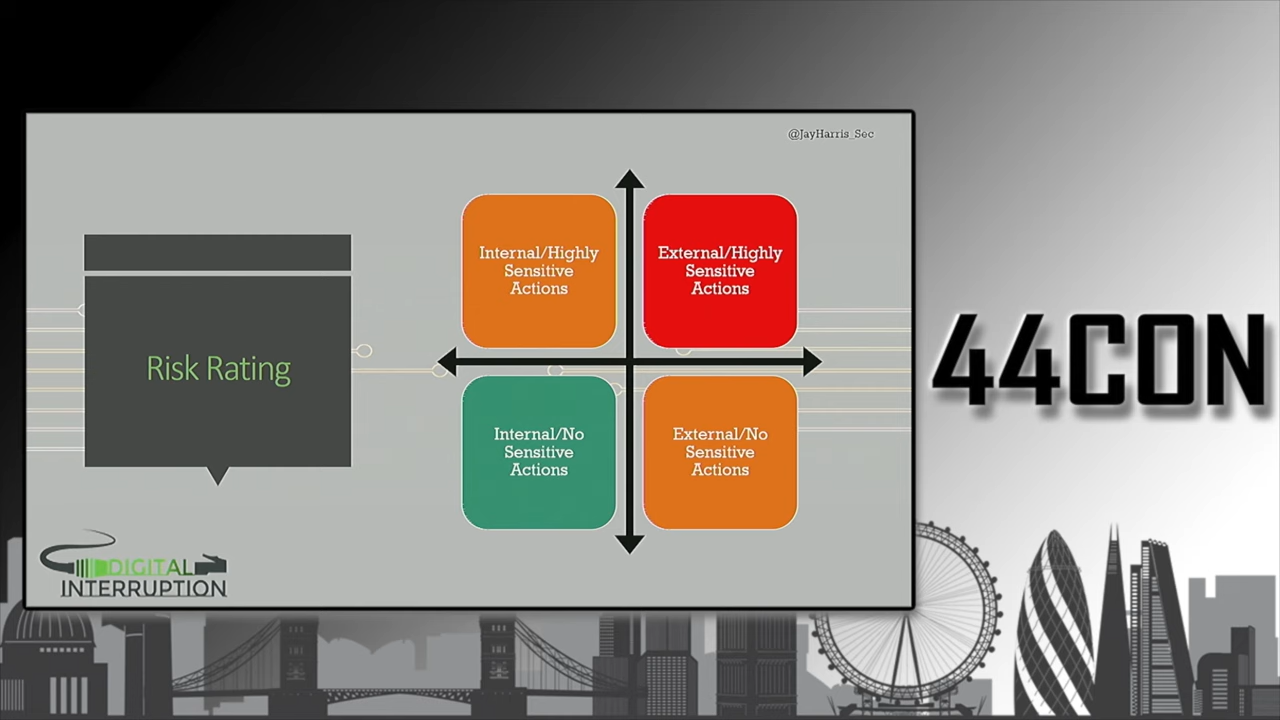 @JayHarris_Sec
Risk Rating
Internal/Highly
Sensitive
Actions
External/Highly
Sensitive
Actions
Internal/No
Sensitive
Actions
External/No
Sensitive
Actions
DIGITAL
INTERRUPTION
44CON